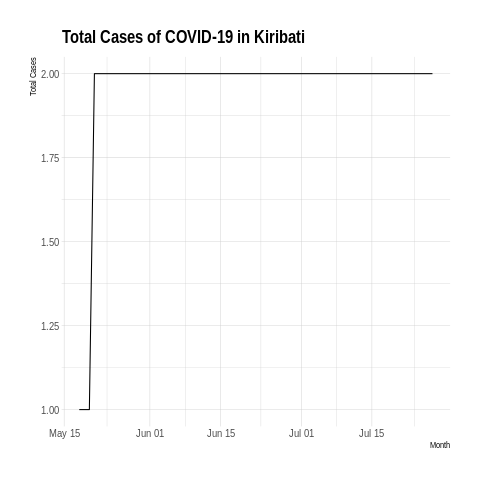 Total Cases of COVID-19 in Kiribati
Total Cases
2.00
1.75
1.50
1.25
1.00
May 15 Jun 01 Jun 15 Jul 01 Jul 15
Month